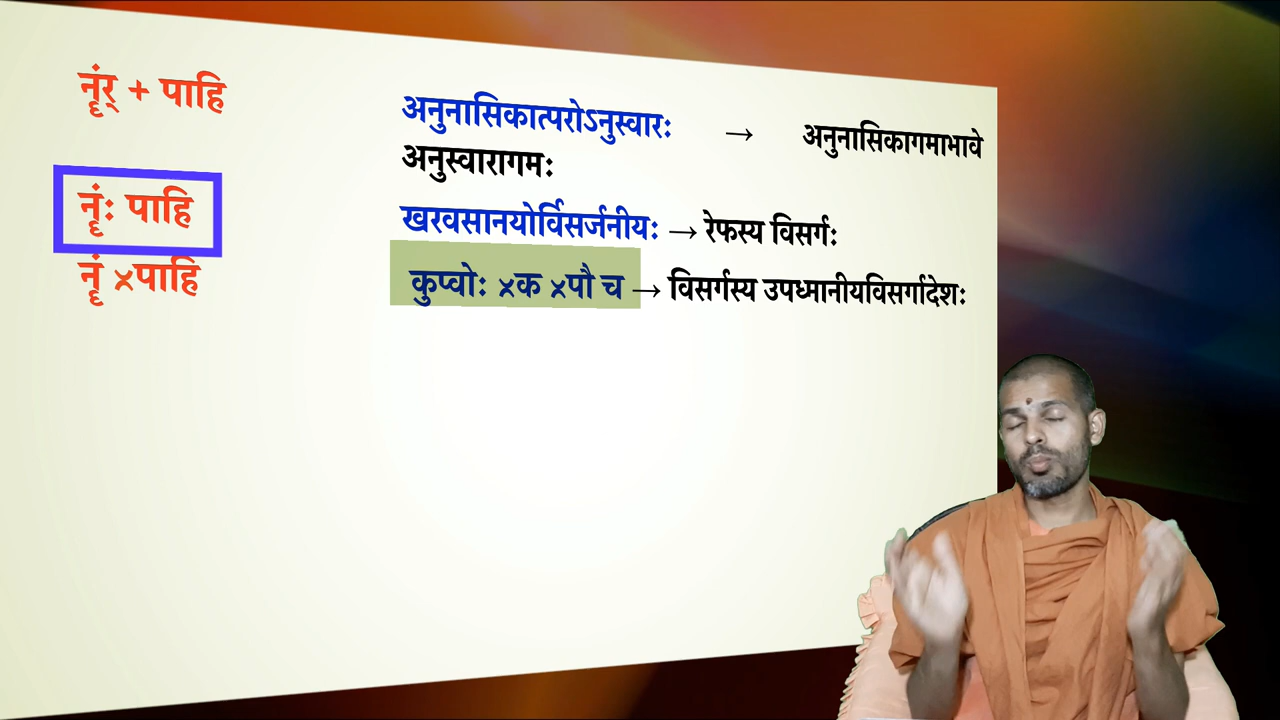 नॄंर् + पाहि
अनुनासिकात्परोऽनुस्वारः → अनुनासिकागमाभावे
अनुस्वारागमः
नॄंः पाहि
खरवसानयोर्विसर्जनीयः → रेफस्य विसर्गः
नॄं ×पाहि
कुप्वोः ×क ×पौ च → विसर्गस्य उपध्मानीयविसर्गादेशः